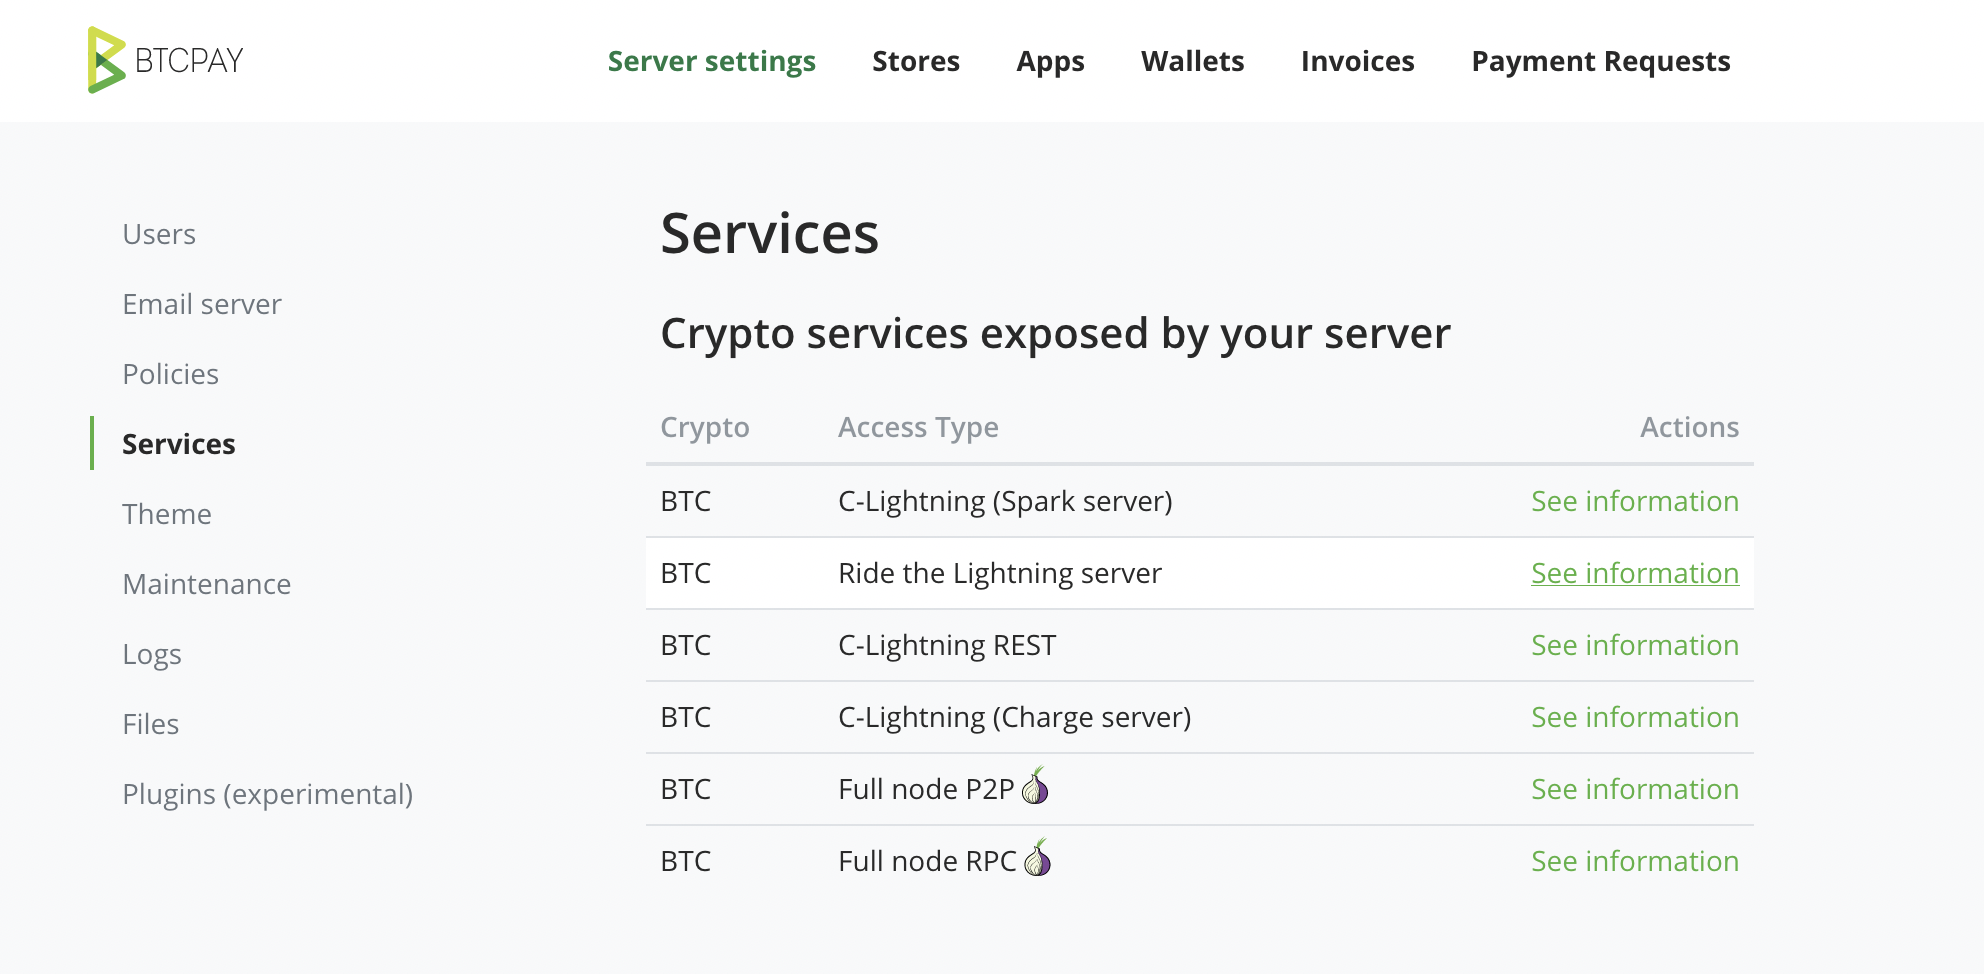 BTCPAY
Server settings Stores Apps Wallets Invoices Payment Requests
Users
Email server
Policies
Services
Theme
Maintenance
Logs
Files
Plugins (experimental)
Services
Crypto services exposed by your server
Crypto Access Type Actions
BTC C-Lightning (Spark server) See information
BTC Ride the Lightning server See information
BTC C-Lightning REST See information
BTC C-Lightning (Charge server) See information
BTC Full node P2P See information
BTC Full node RPC See information